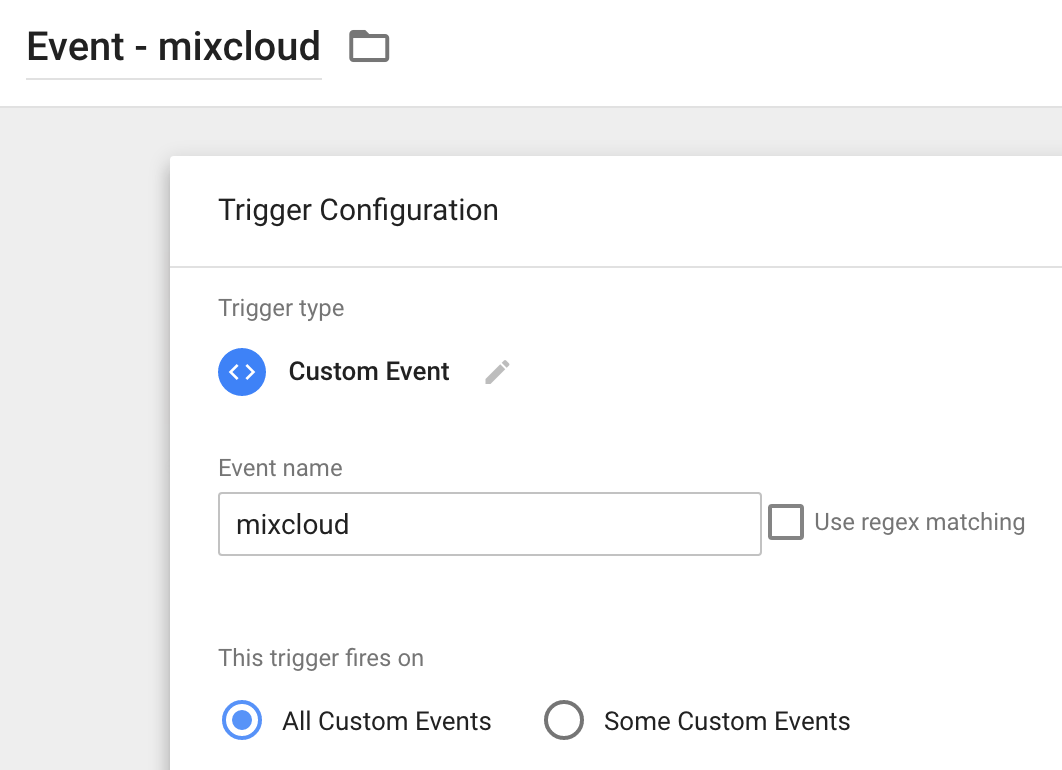 Event - mixcloud
Trigger Configuration
Trigger type
Custom Event
Event name
mixcloud
Use regex matching
This trigger fires on
All Custom Events
Some Custom Events